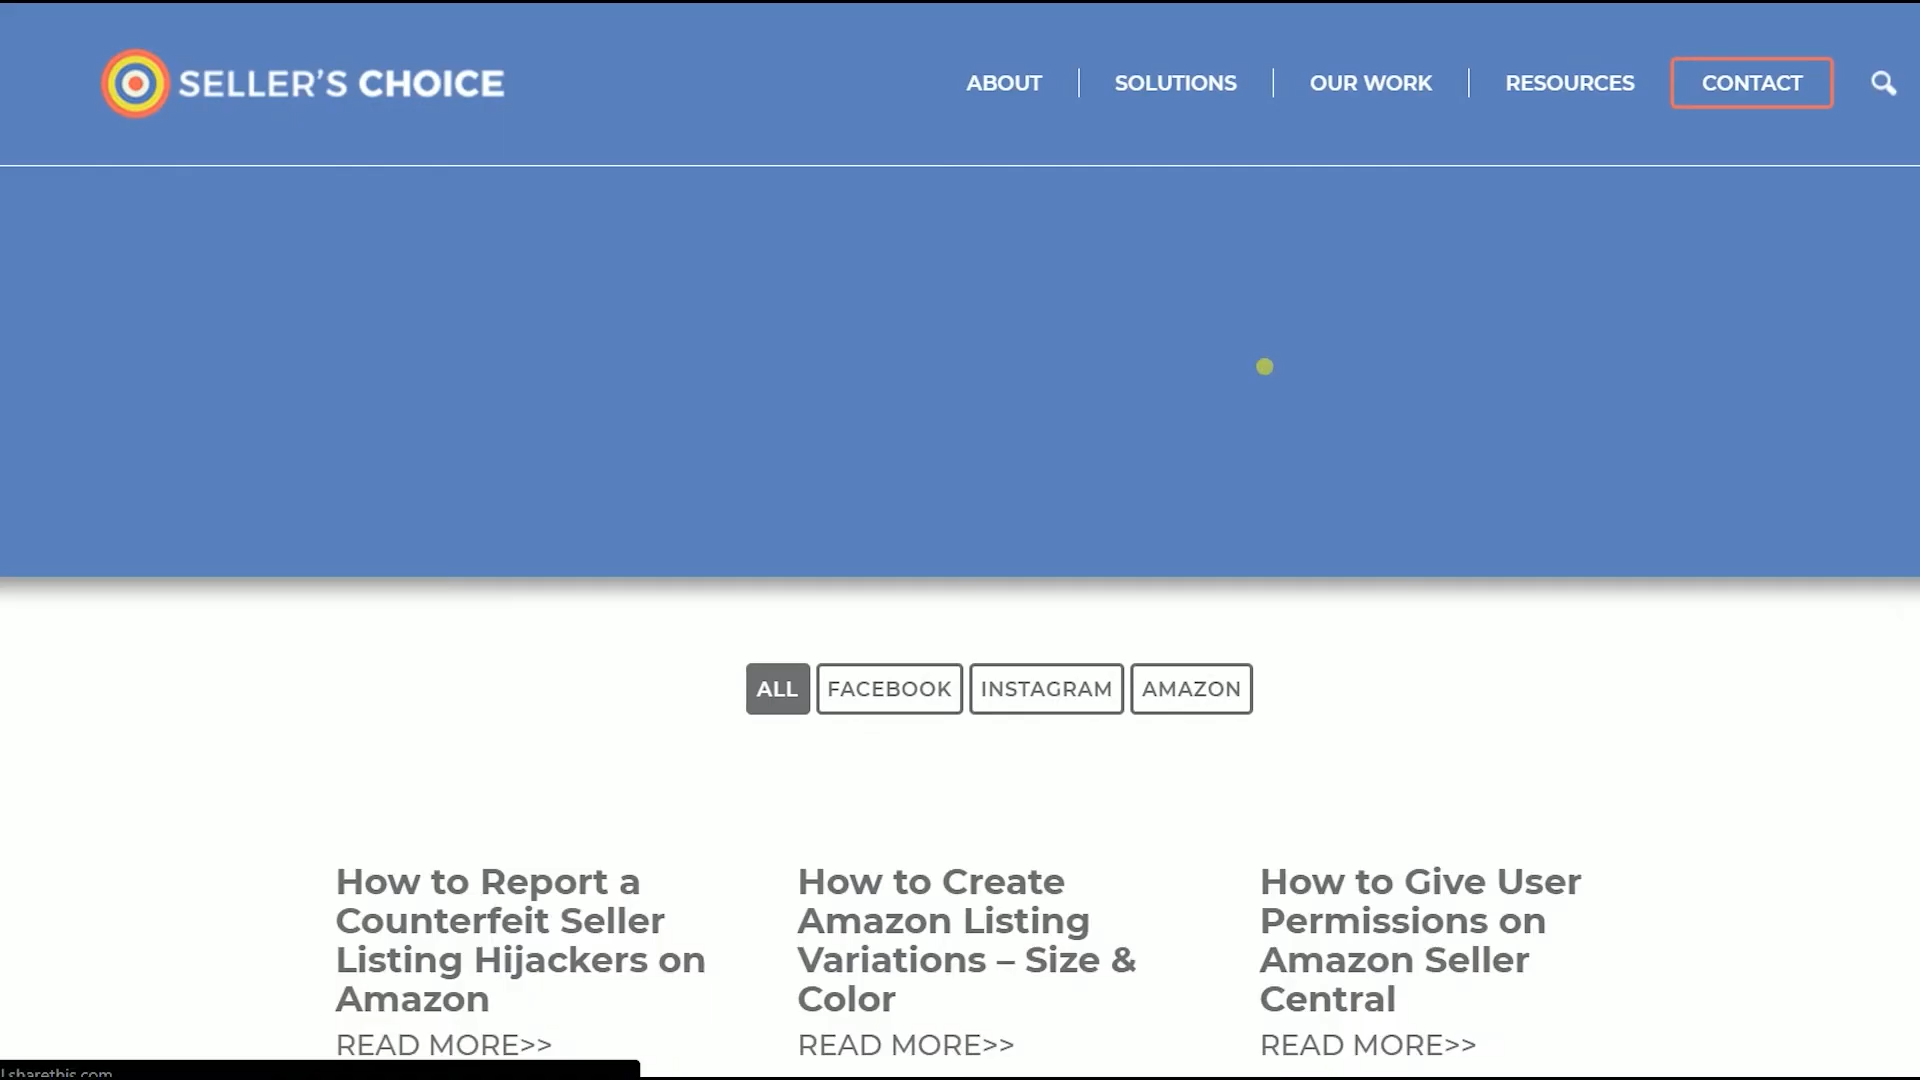 SELLER'S CHOICE
ABOUT
SOLUTIONS
OUR WORK
RESOURCES
CONTACT
ALL
FACEBOOK
INSTAGRAM
AMAZON
How to Report a
Counterfeit Seller
Listing Hijackers on
Amazon
READ MORE>>
How to Create
Amazon Listing
Variations – Size &
Color
READ MORE>>
How to Give User
Permissions on
Amazon Seller
Central
READ MORE>>
l.sharethis.com